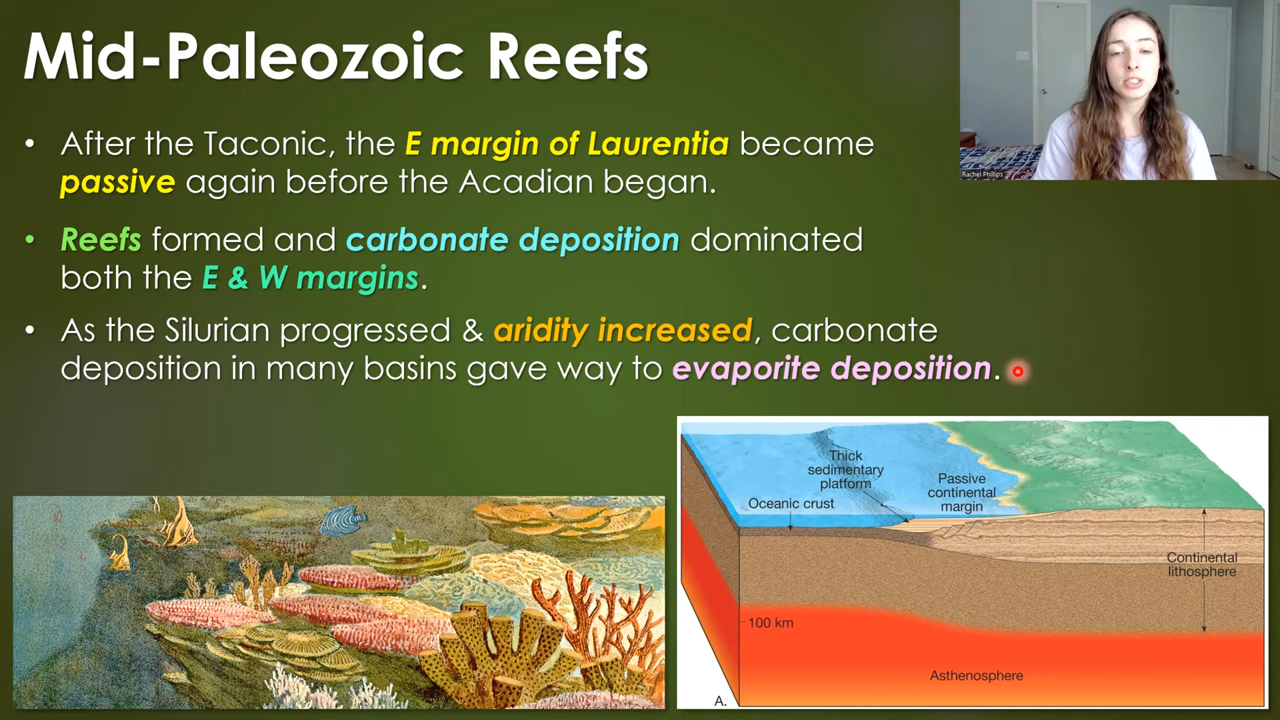 Mid-Paleozoic Reefs
• After the Taconic, the E margin of Laurentia became
passive again before the Acadian began.
• Reefs formed and carbonate deposition dominated
both the E & W margins.
• As the Silurian progressed & aridity increased, carbonate
deposition in many basins gave way to evaporite deposition.
Rachel Phillips
Thick
sedimentary
platform
Passive
continental
margin
Oceanic crust
Continental
lithosphere
100 km
Asthenosphere
A.